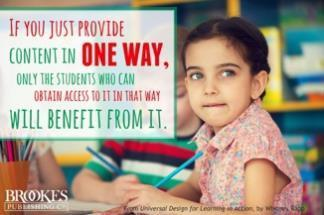 IF YOU JUST PROVIDE
CONTENT IN ONE WAY,
ONLY THE STUDENTS WHO CAN
OBTAIN ACCESS TO IT IN THAT WAY
WILL BENEFIT FROM IT.
BROOKES
PUBLISHING CO
From Universal Design for Learning in Action, by Whitney Rapp